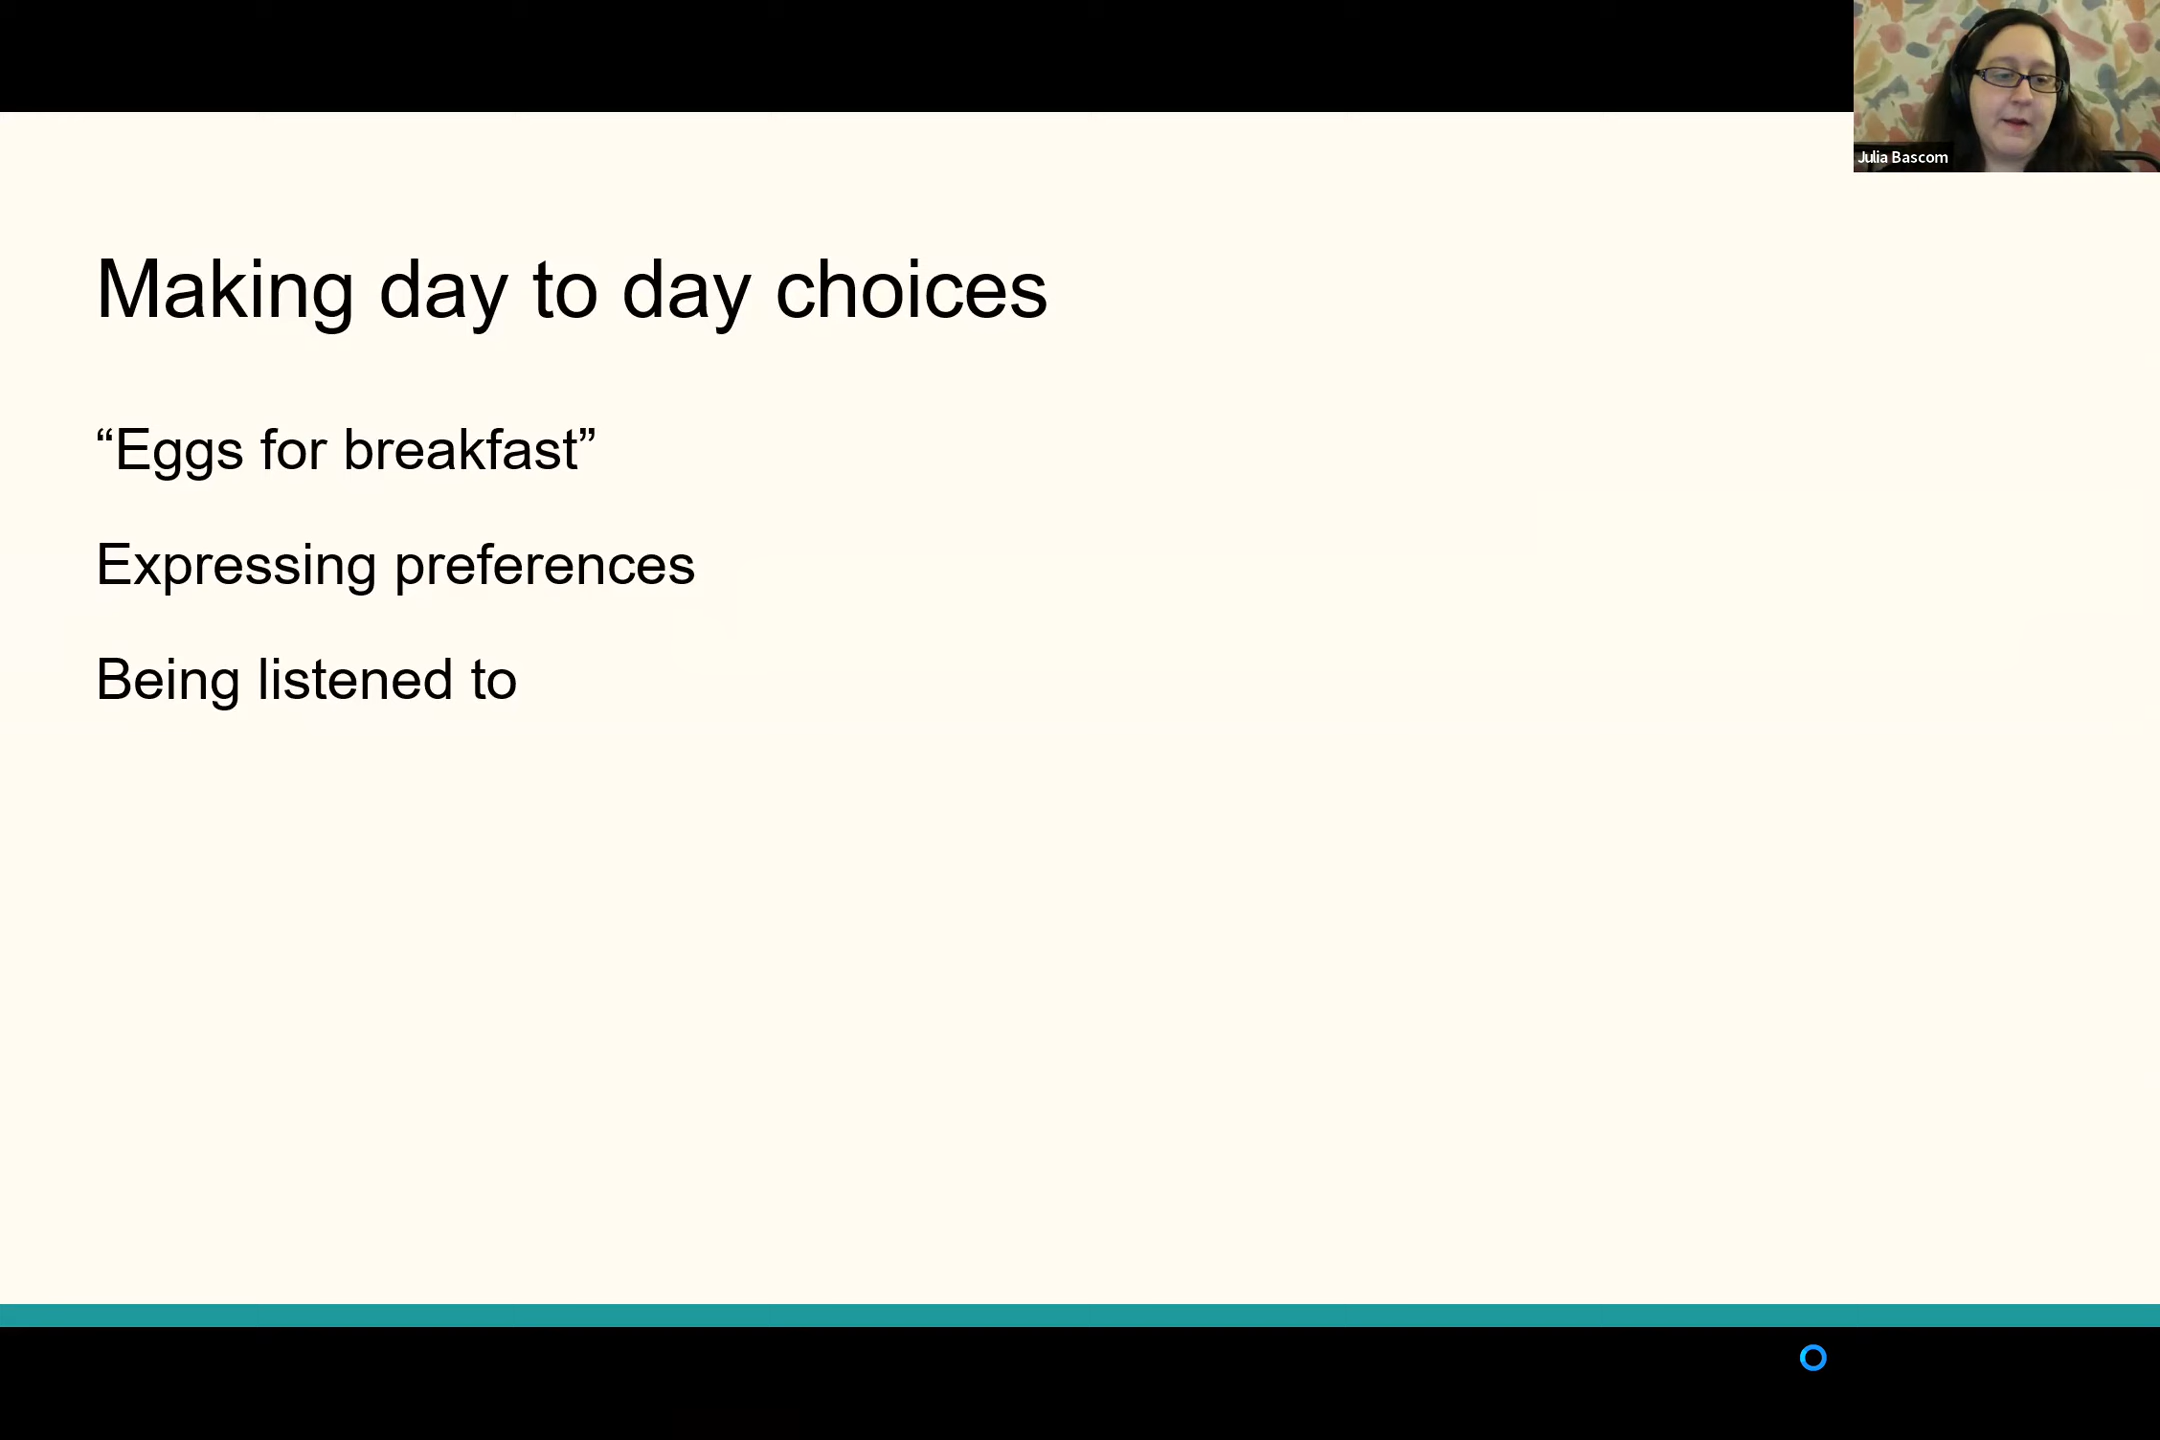 Julia Bascom
Making day to day choices
“Eggs for breakfast”
Expressing preferences
Being listened to